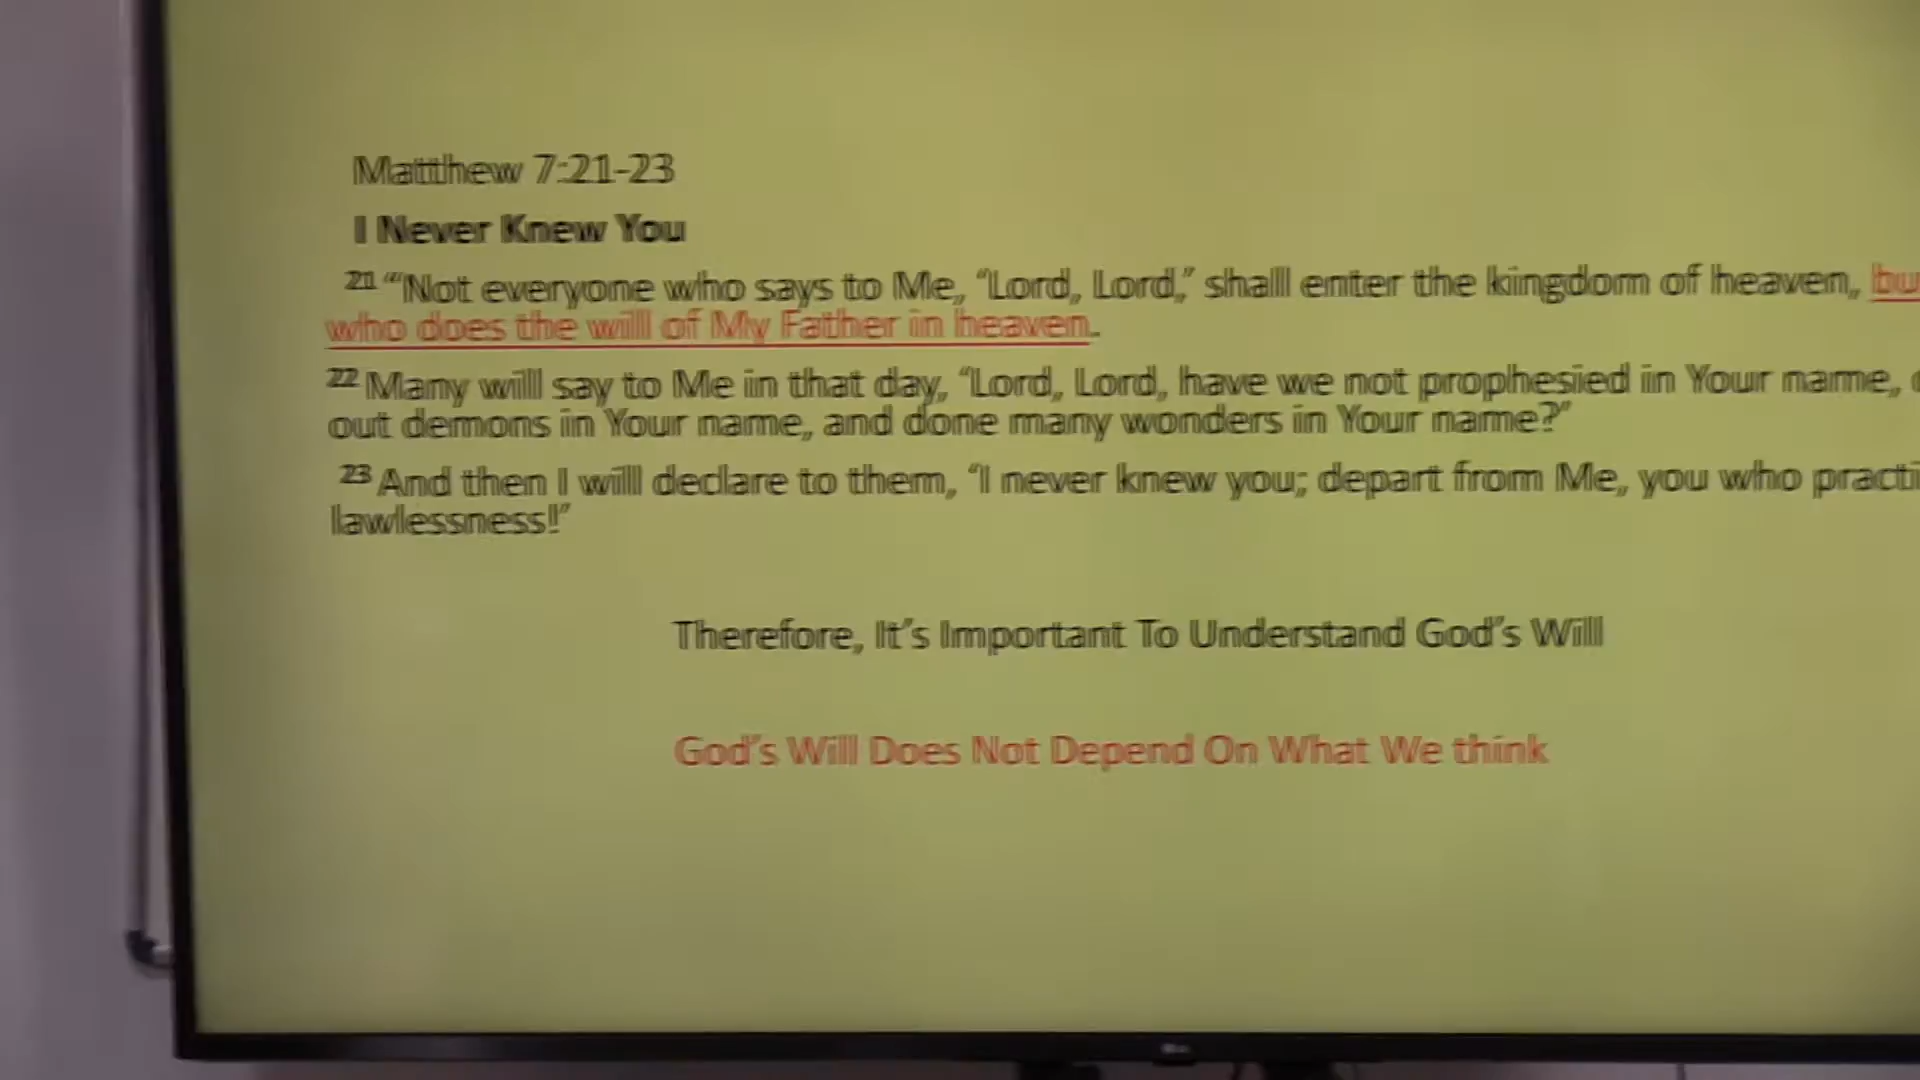 Matthew 7:21-23
I Never Knew You
21 “‘Not everyone who says to Me, “Lord, Lord,” shall enter the kingdom of heaven,
who does the will of My Father in heaven.
22 Many will say to Me in that day, “Lord, Lord, have we not prophesied in Your name,
out demons in Your name, and done many wonders in Your name?”
23 And then I will declare to them, ‘I never knew you; depart from Me, you who
lawlessness!”
Therefore, It’s Important To Understand God’s Will
God’s Will Does Not Depend On What We think